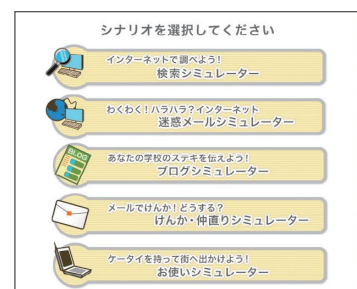 シナリオを選択してください
インターネットで調べよう!
検索シミュレーター
わくわく!ハラハラ?インターネット
迷惑メールシミュレーター
BLOG
あなたの学校のステキを伝えよう!
ブログシミュレーター
メールでけんか!どうする?
けんか・仲直りシミュレーター
ケータイを持って街へ出かけよう!
お使いシミュレーター